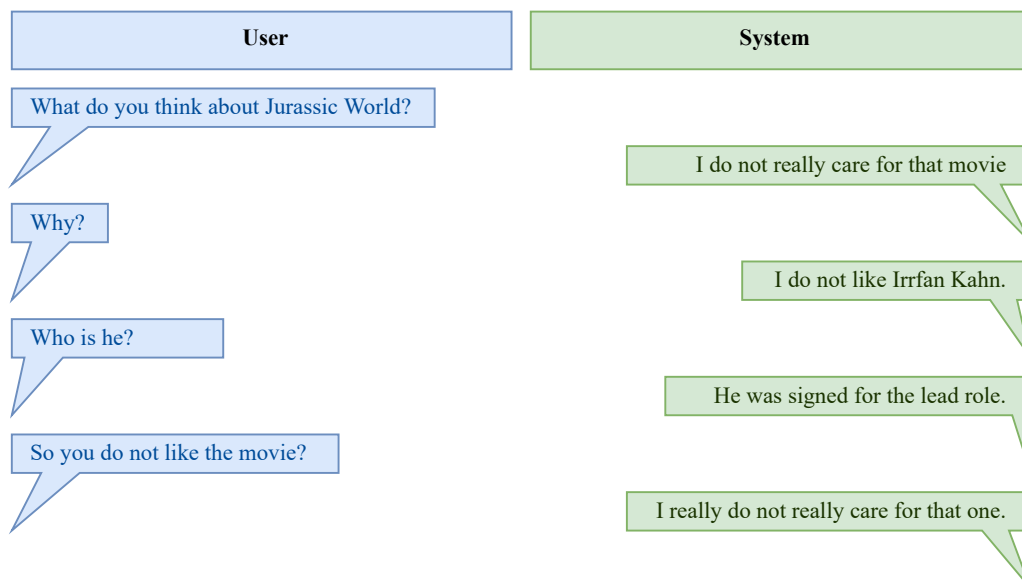 User
System
What do you think about Jurassic World?
I do not really care for that movie
Why?
I do not like Irrfan Kahn.
Who is he?
He was signed for the lead role.
So you do not like the movie?
I really do not really care for that one.